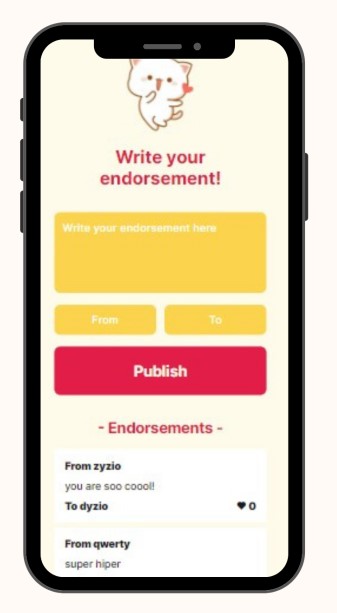 Write your
endorsement!
Write your endorsement here
From To
Publish
- Endorsements -
From zyzio
you are soo coool!
To dyzio ♥ 0
From qwerty
super hiper